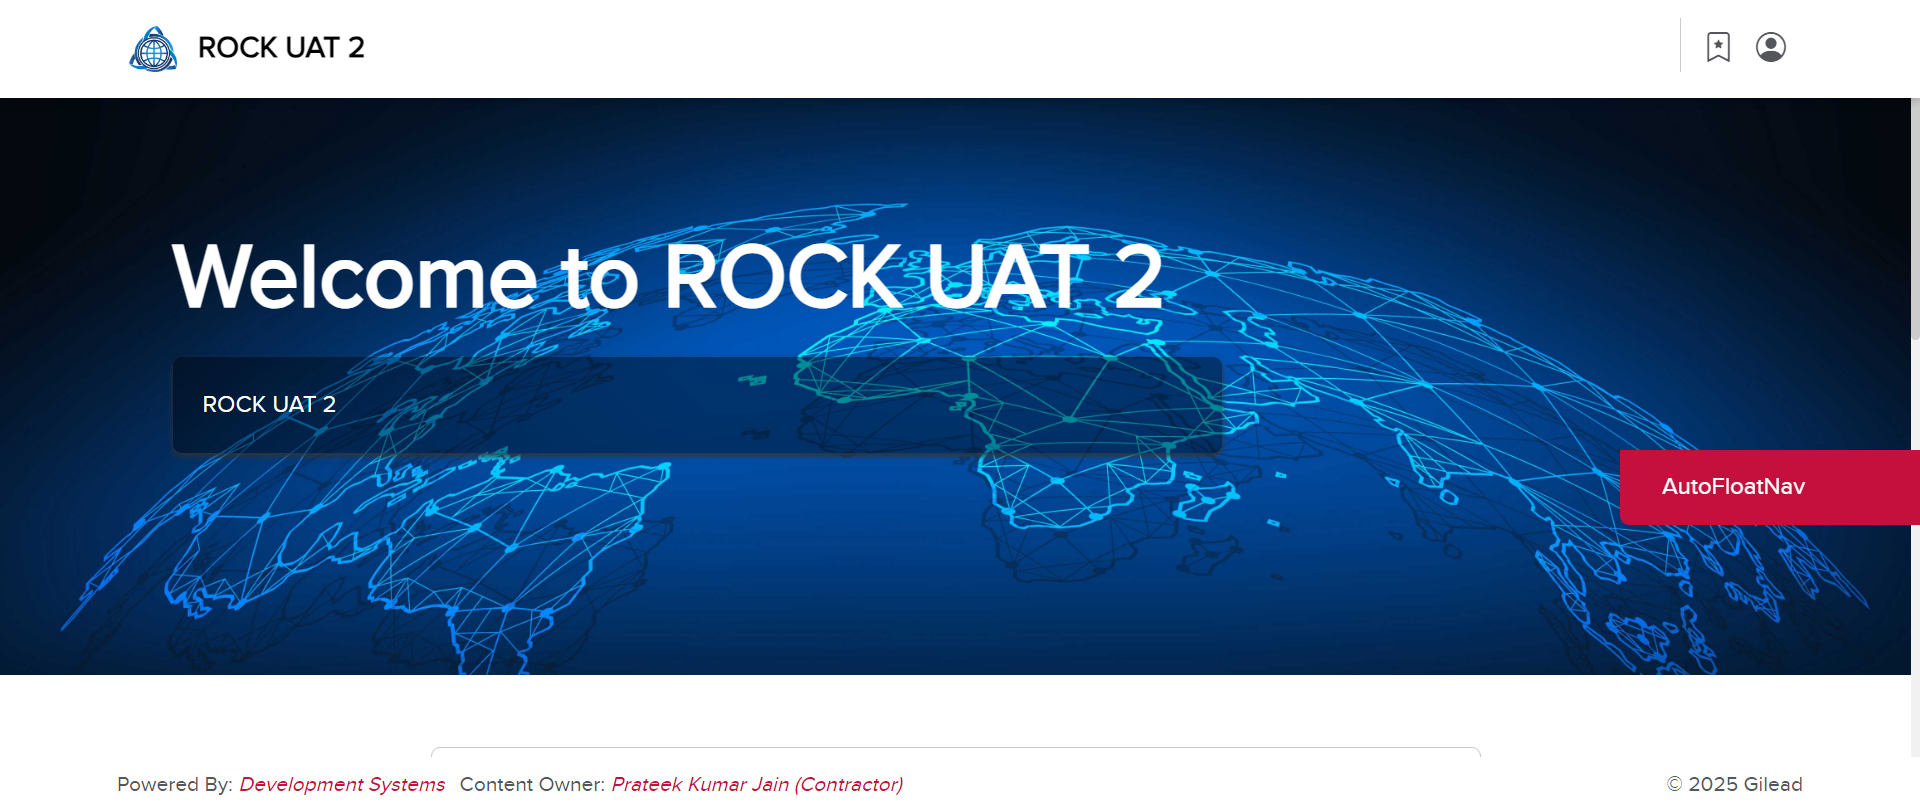 ROCK UAT 2
Welcome to ROCK UAT 2
ROCK UAT 2
AutoFloatNav
Powered By: Development Systems Content Owner: Prateek Kumar Jain (Contractor)
© 2025 Gilead